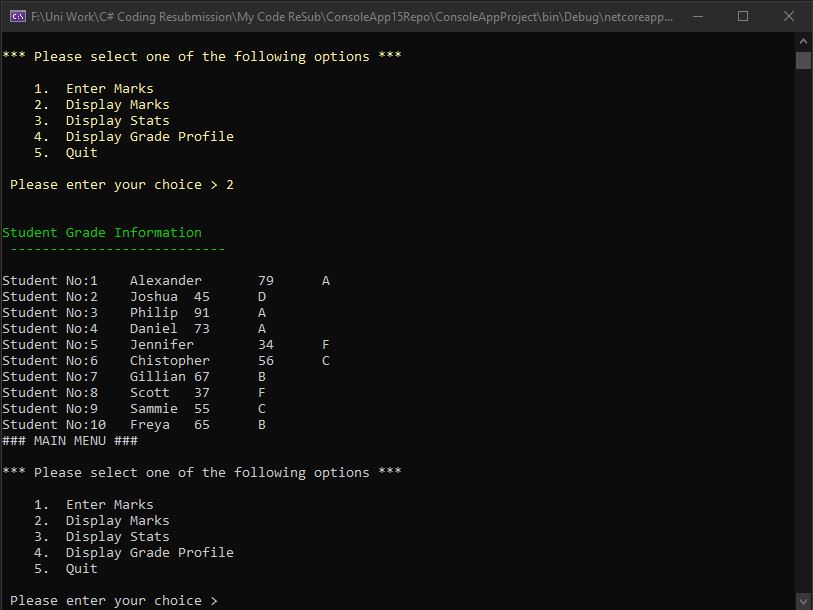 F:\Uni Work\C# Coding Resubmission\My Code ReSub\ConsoleApp15Repo\ConsoleAppProject\bin\Debug\netcoreapp...
*** Please select one of the following options ***
1. Enter Marks
2. Display Marks
3. Display Stats
4. Display Grade Profile
5. Quit
Please enter your choice > 2
Student Grade Information
---------------------------
Student No:1 Alexander 79 A
Student No:2 Joshua 45 D
Student No:3 Philip 91 A
Student No:4 Daniel 73 A
Student No:5 Jennifer 34 F
Student No:6 Chistopher 56 C
Student No:7 Gillian 67 B
Student No:8 Scott 37 F
Student No:9 Sammie 55 C
Student No:10 Freya 65 B
### MAIN MENU ###
*** Please select one of the following options ***
1. Enter Marks
2. Display Marks
3. Display Stats
4. Display Grade Profile
5. Quit
Please enter your choice >